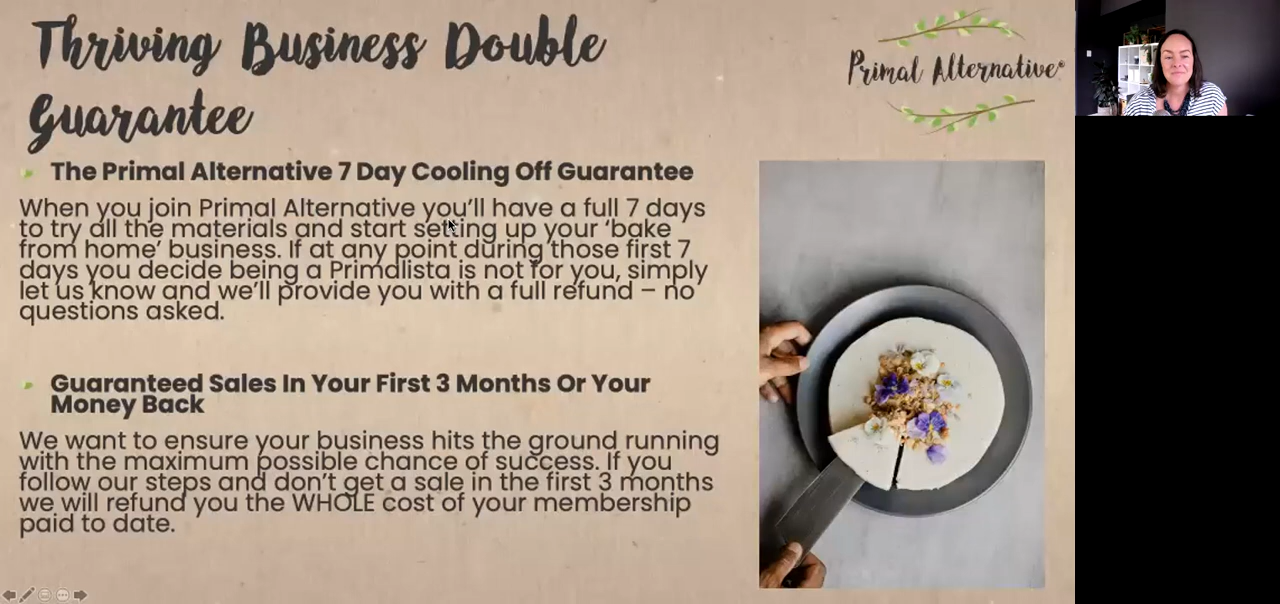 Thriving Business Double
Guarantee
Primal Alternative®
The Primal Alternative 7 Day Cooling Off Guarantee
When you join Primal Alternative you’ll have a full 7 days
to try all the materials and start setting up your ‘bake
from home’ business. If at any point during those first 7
days you decide being a Primalista is not for you, simply
let us know and we’ll provide you with a full refund – no
questions asked.
Guaranteed Sales In Your First 3 Months Or Your
Money Back
We want to ensure your business hits the ground running
with the maximum possible chance of success. If you
follow our steps and don’t get a sale in the first 3 months
we will refund you the WHOLE cost of your membership
paid to date.